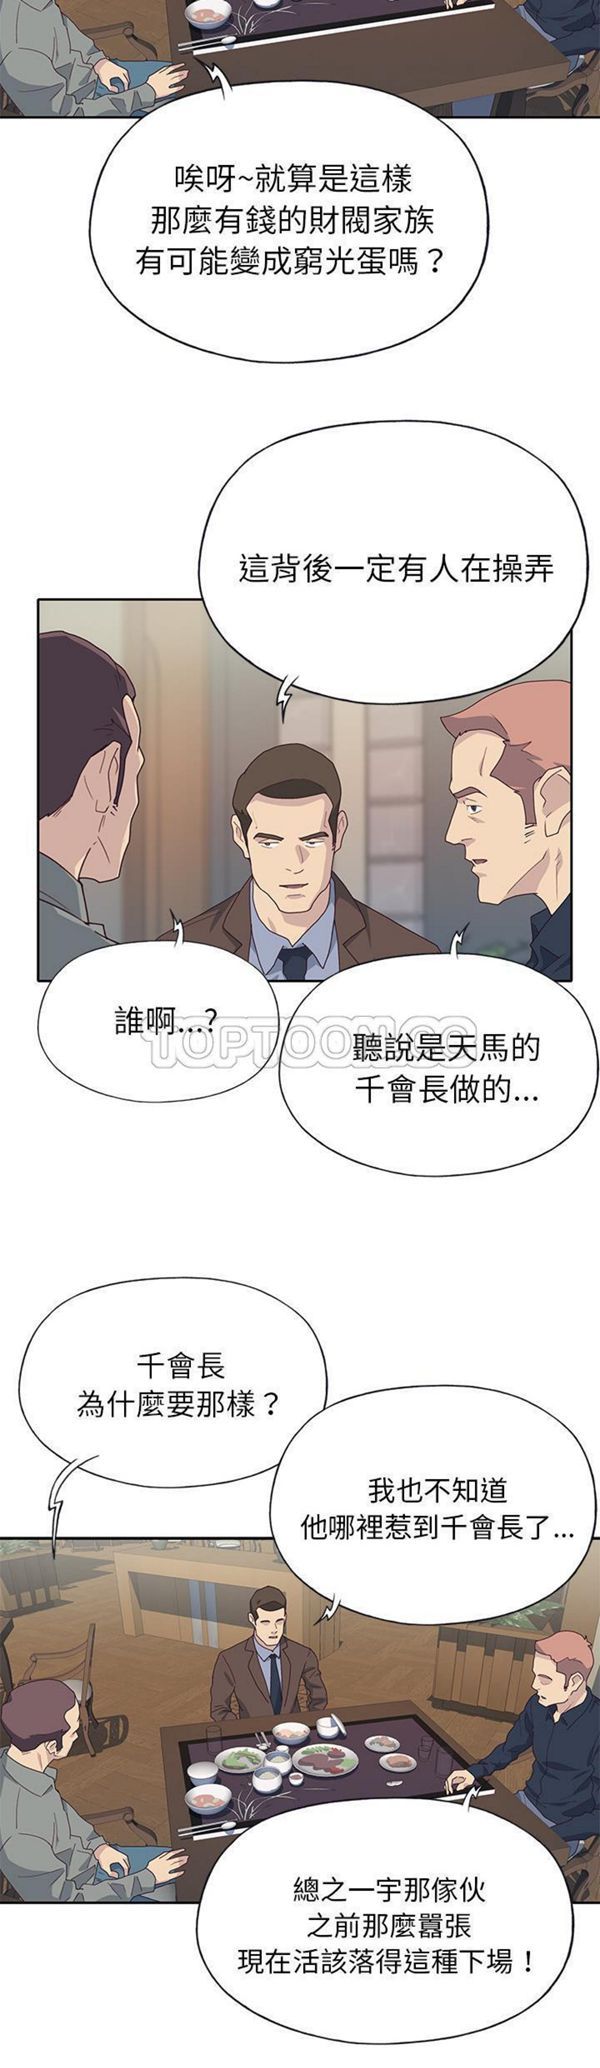 唉呀~就算是這樣
那麼有錢的財閥家族
有可能變成窮光蛋嗎？
這背後一定有人在操弄
誰啊...?
TOPTOON.CC
聽說是天馬的
千會長做的...
千會長
為什麼要那樣？
我也不知道
他哪裡惹到千會長了...
總之一宇那傢伙
之前那麼囂張
現在活該落得這種下場！